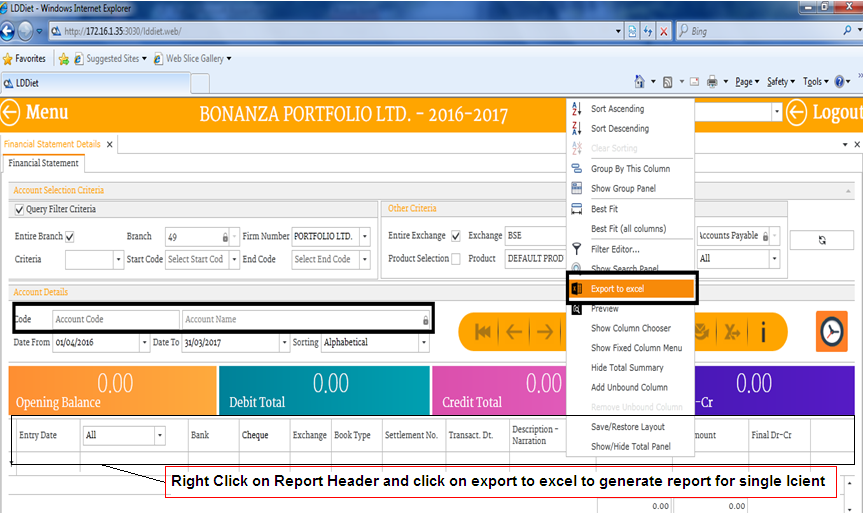 LDDiet - Windows Internet Explorer
http://172.16.1.35:3030/lddiet.web/
Bing
Favorites Suggested Sites Web Slice Gallery
LDDiet
Page Safety Tools
Menu BONANZA PORTFOLIO LTD. - 2016-2017 Logout
Financial Statement Details
Financial Statement
Account Selection Criteria
Query Filter Criteria
Other Criteria
Entire Branch Branch 49 Firm Number PORTFOLIO LTD. Entire Exchange Exchange BSE Accounts Payable
Criteria Start Code Select Start Cod End Code Select End Code Product Selection Product DEFAULT PROD All
Account Details
Code Account Code Account Name
Date From 01/04/2016 Date To 31/03/2017 Sorting Alphabetical
Sort Ascending
Sort Descending
Clear Sorting
Group By This Column
Show Group Panel
Best Fit
Best Fit (all columns)
Filter Editor...
Show Search Panel
Export to excel
Preview
Show Column Chooser
Show Fixed Column Menu
Hide Total Summary
Add Unbound Column
Remove Unbound Column
Save/Restore Layout
Show/Hide Total Panel
0.00 0.00 0.00 0.00
Opening Balance Debit Total Credit Total -Cr
Entry Date All Bank Cheque Exchange Book Type Settlement No. Transact. Dt. Description - Narration mount Final Dr-Cr
Right Click on Report Header and click on export to excel to generate report for single lcient
0.00 0.00